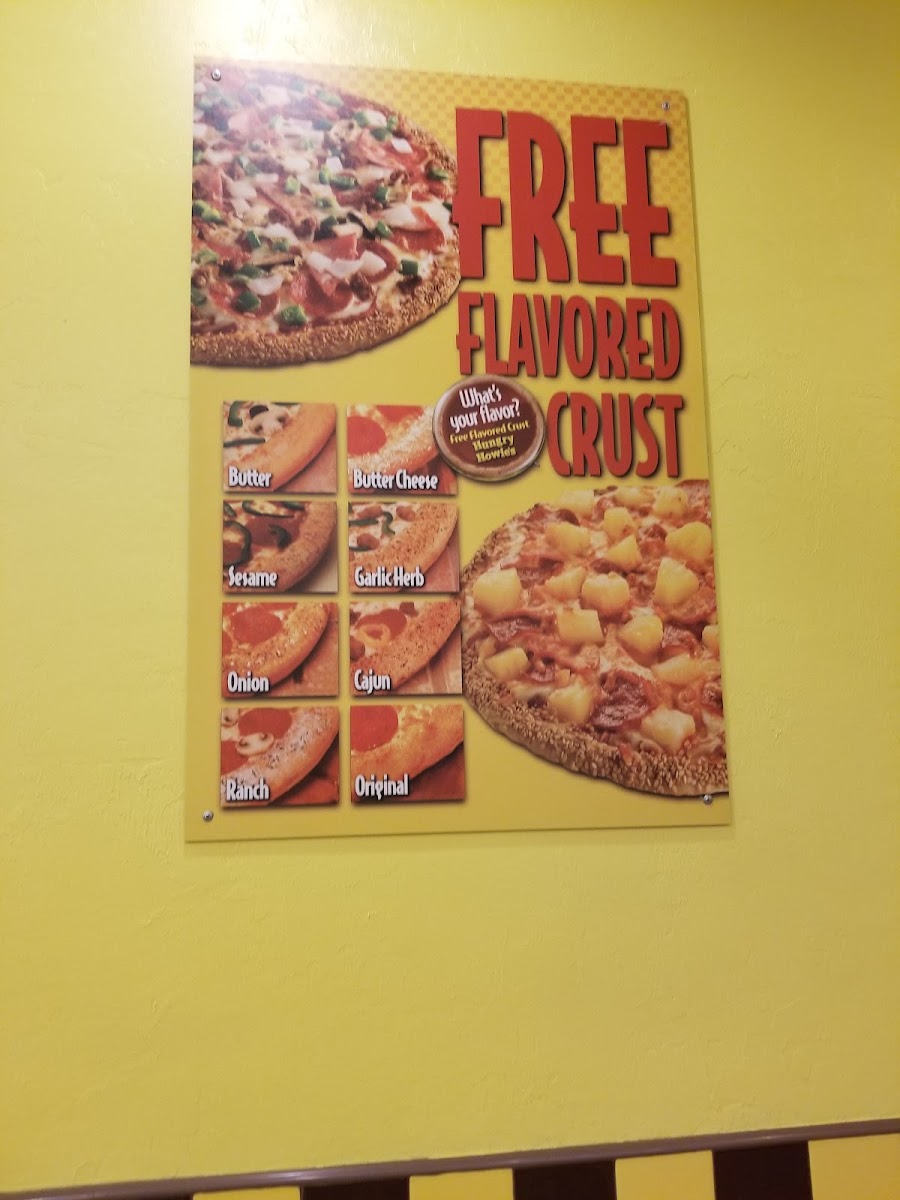 FREE
FLAVORED
CRUST
What's
your flavor?
Free Flavored Crust
Hungry
Howie's
Butter
Butter Cheese
Sesame
Garlic Herb
Onion
Cajun
Ranch
Original